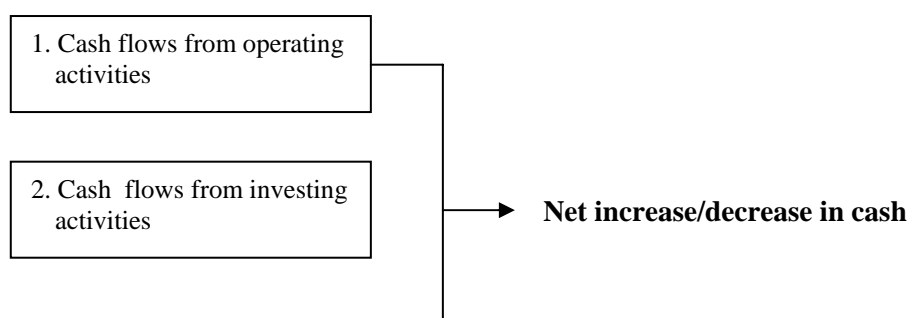 1. Cash flows from operating
activities
2. Cash  flows from investing
activities
Net increase/decrease in cash